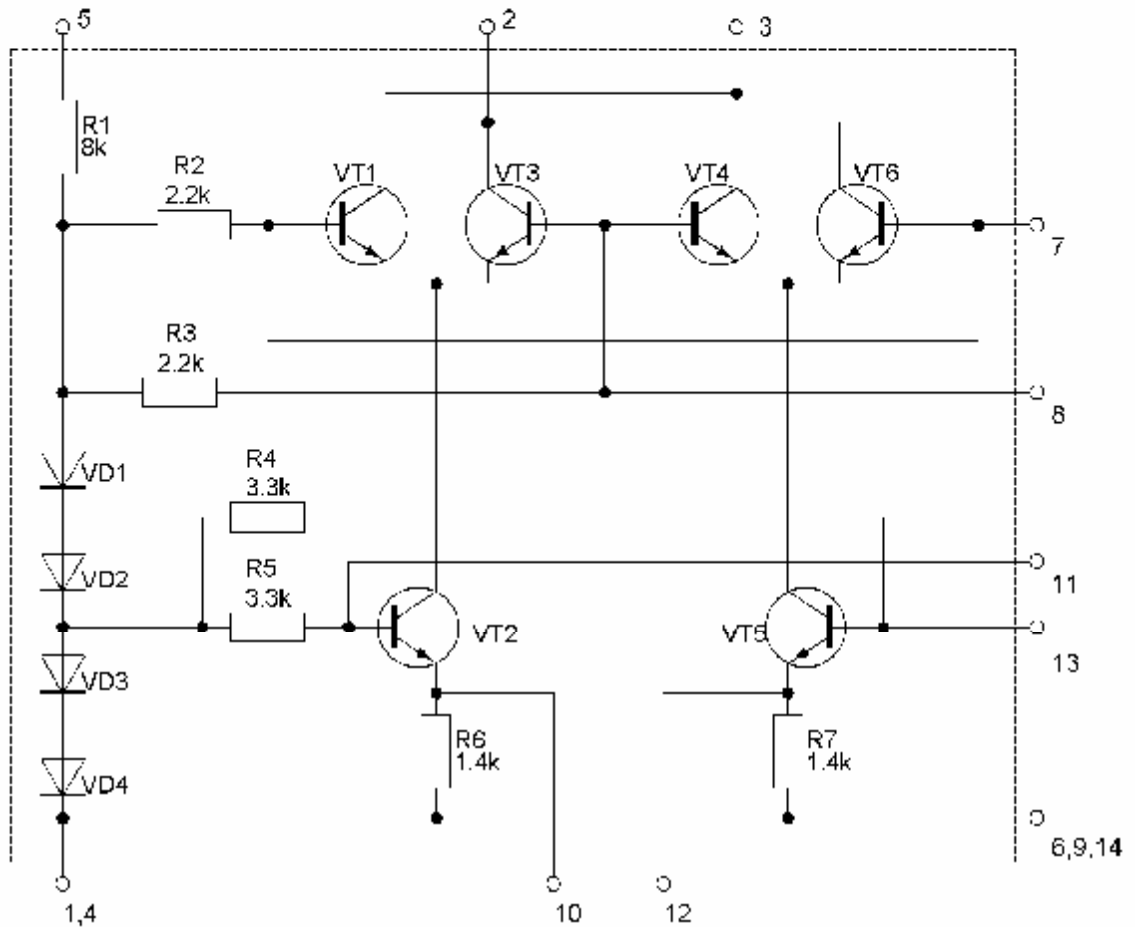 5
2
3
R1
8k
R2
2.2k
VT1
VT3
VT4
VT6
7
R3
2.2k
8
VD1
R4
3.3k
VD2
R5
3.3k
11
VT2
VT5
13
VD3
R6
1.4k
R7
1.4k
VD4
6,9,14
1,4
10
12